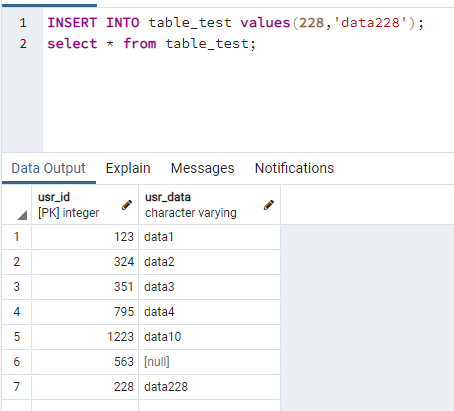 1 INSERT INTO table_test values(228,'data228');
2 select * from table_test;
Data Output Explain Messages Notifications
usr_id usr_data
[PK] integer character varying
1 123 data1
2 324 data2
3 351 data3
4 795 data4
5 1223 data10
6 563 [null]
7 228 data228